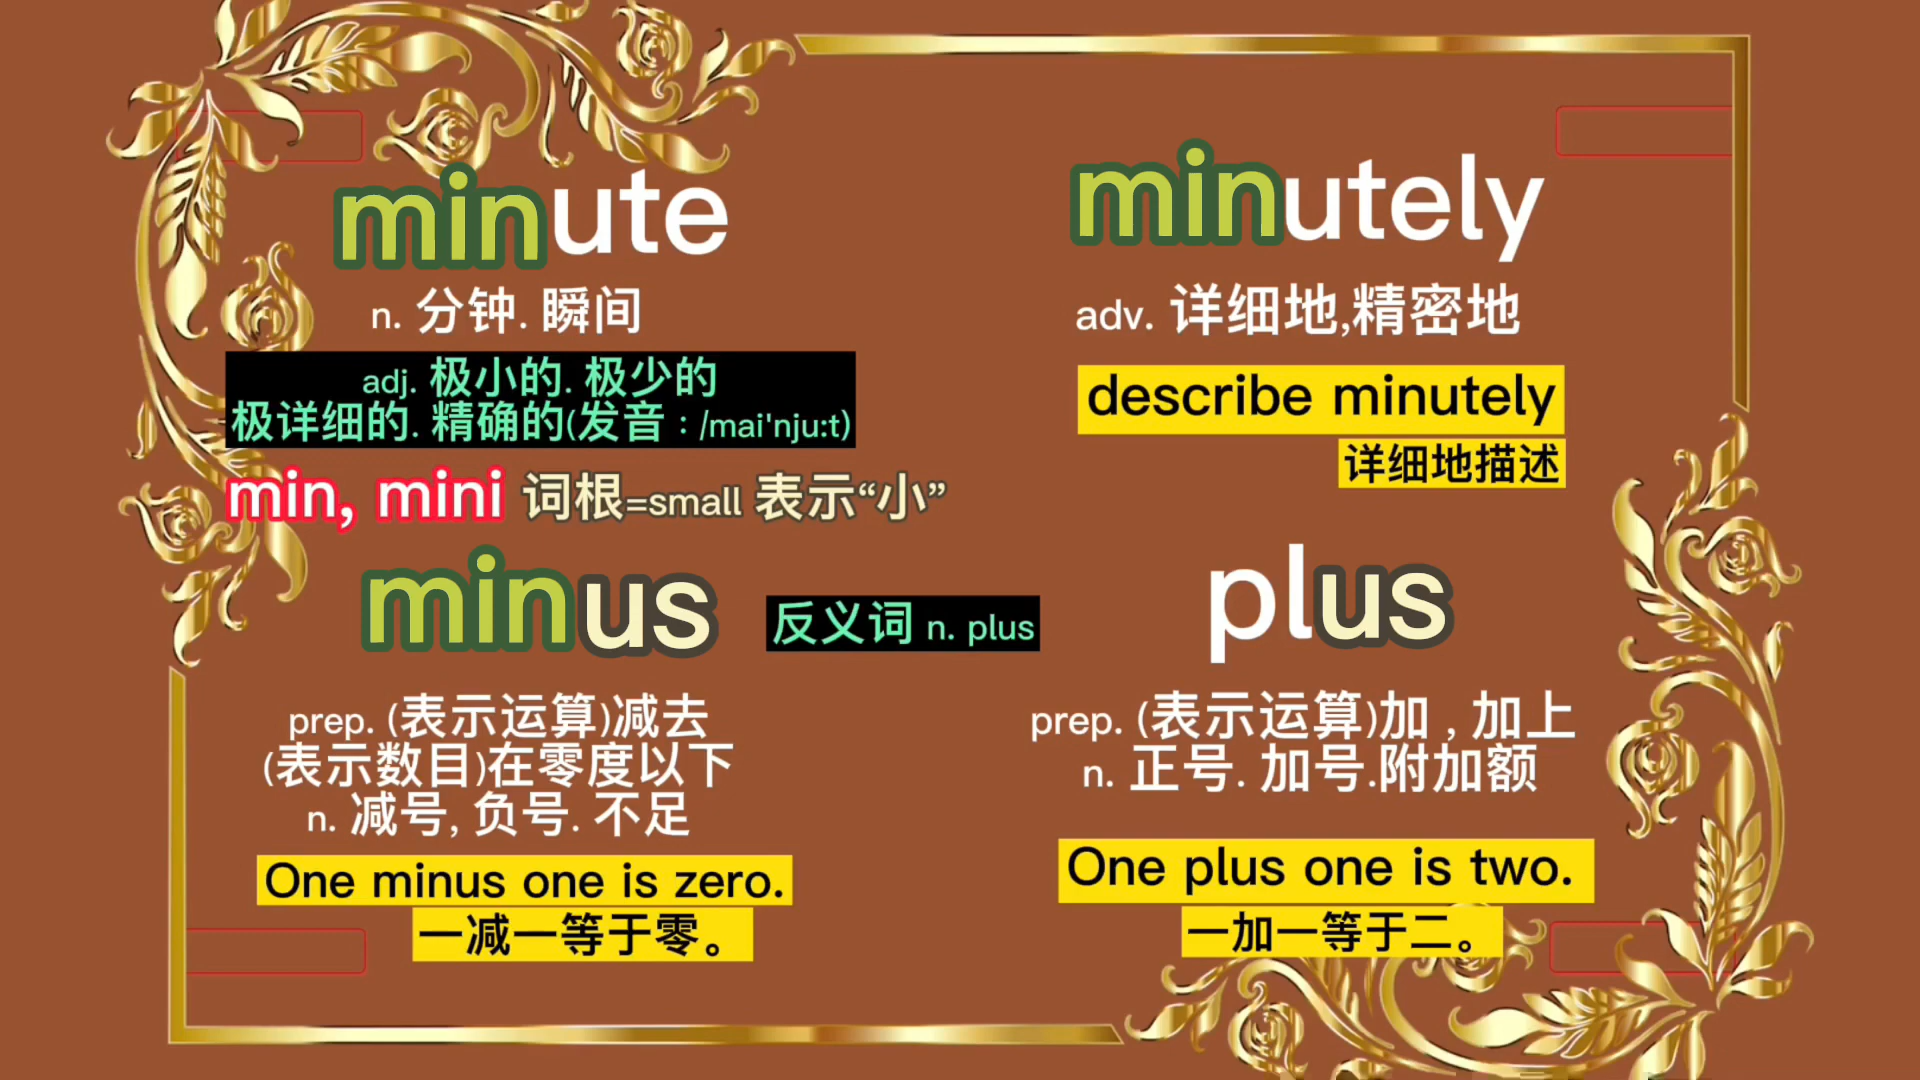 minute
n. 分钟. 瞬间
adj. 极小的. 极少的
极详细的. 精确的(发音:/mai'nju:t)
min, mini 词根=small 表示“小”
minutely
adv. 详细地,精密地
describe minutely
详细地描述
minus
反义词 n. plus
prep. (表示运算)减去
(表示数目)在零度以下
n. 减号, 负号. 不足
One minus one is zero.
一减一等于零。
plus
prep. (表示运算)加 , 加上
n. 正号. 加号.附加额
One plus one is two.
一加一等于二。